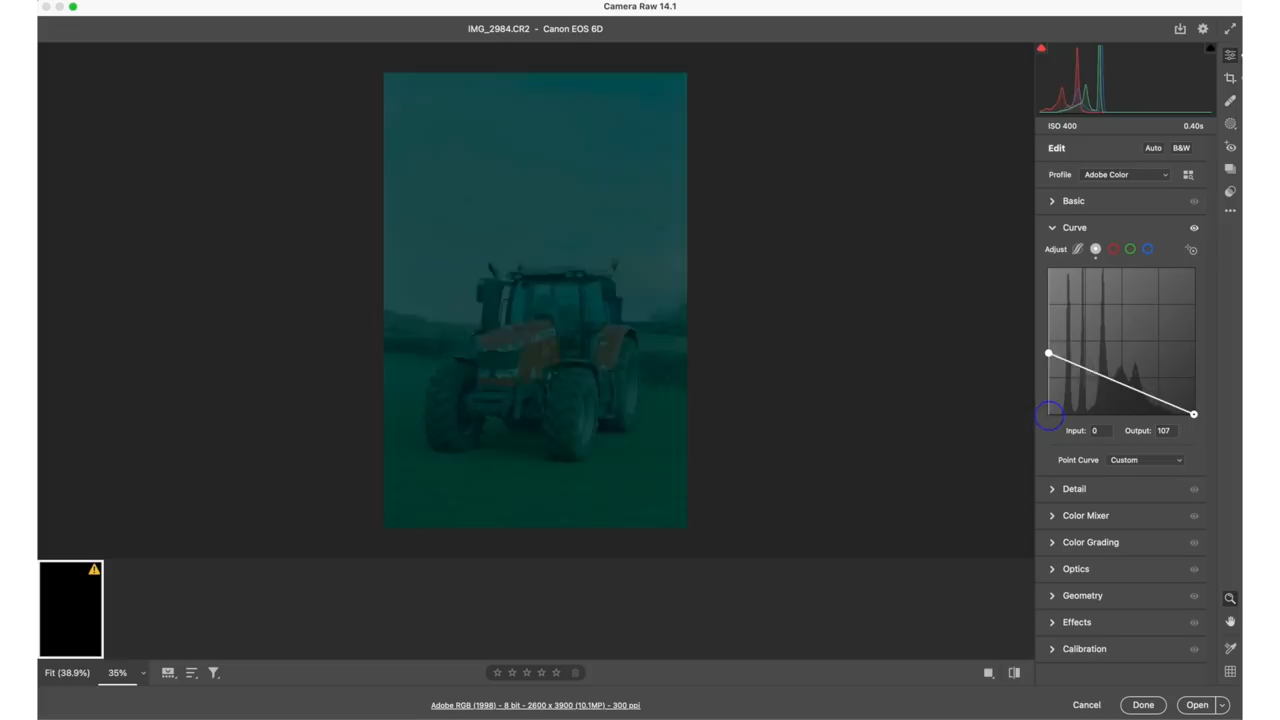 Camera Raw 14.1
IMG_2984.CR2 - Canon EOS 6D
ISO 400 0.40s
Edit Auto B&W
Profile Adobe Color
Basic
Curve
Adjust
Input: 0 Output: 107
Point Curve Custom
Detail
Color Mixer
Color Grading
Optics
Geometry
Effects
Calibration
Fit (38.9%) 35%
Adobe RGB (1998) - 8 bit - 2600 x 3900 (10.1MP) - 300 ppi
Cancel Done Open